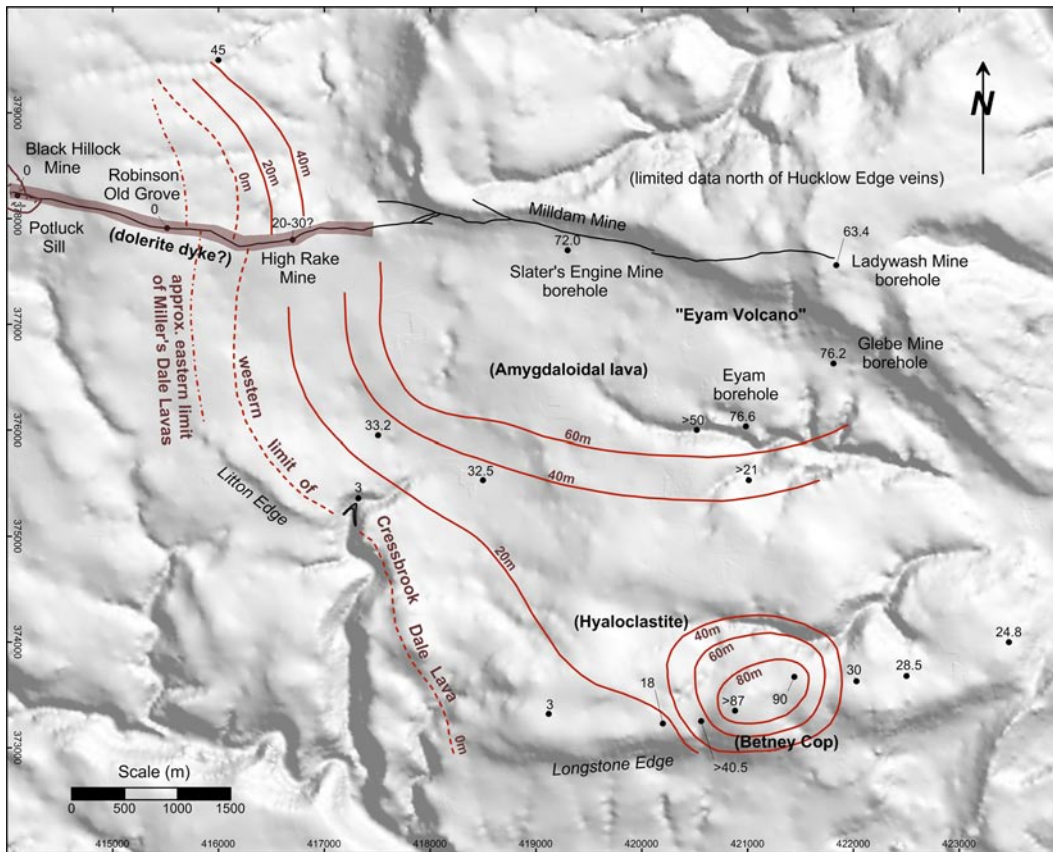 45
N
379000
Black Hillock
Mine
0
Robinson
Old Grove
0
20m
40m
0m
(limited data north of Hucklow Edge veins)
378000
Potluck
Sill
(dolerite dyke?)
20-30?
High Rake
Mine
Milldam Mine
72.0
Slater's Engine Mine
borehole
63.4
Ladywash Mine
borehole
377000
approx. eastern limit
of Miller's Dale Lavas
"Eyam Volcano"
Glebe Mine
borehole
76.2
(Amygdaloidal lava)
Eyam
borehole
>50
76.6
376000
western
limit of
Cressbrook Dale Lava
0m
33.2
60m
32.5
40m
>21
Litton Edge
3
375000
20m
374000
(Hyaloclastite)
40m
60m
80m
24.8
30
28.5
18
3
>87
90
(Betney Cop)
373000
Longstone Edge
>40.5
Scale (m)
0
500
1000
1500
415000
416000
417000
418000
419000
420000
421000
422000
423000